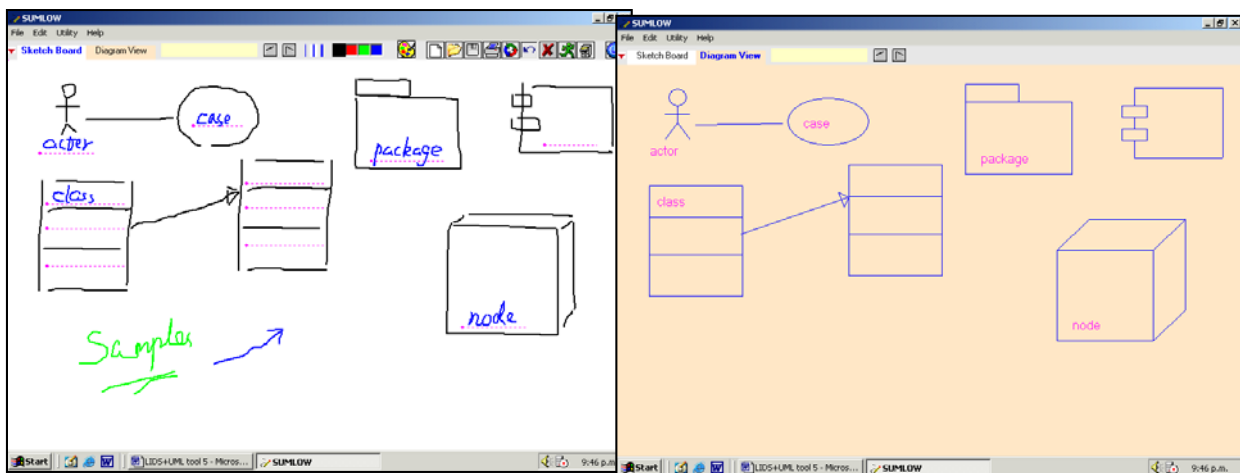 SUMLOW
File Edit Utility Help
Sketch Board Diagram View
actor
case
package
class
node
Samples
Start
LIDS+UML tool 5 - Micros...
SUMLOW
9:46 p.m
SUMLOW
File Edit Utility Help
Sketch Board Diagram View
actor
case
package
class
node
Start
LIDS+UML tool 5 - Micros...
SUMLOW
9:46 p.m.